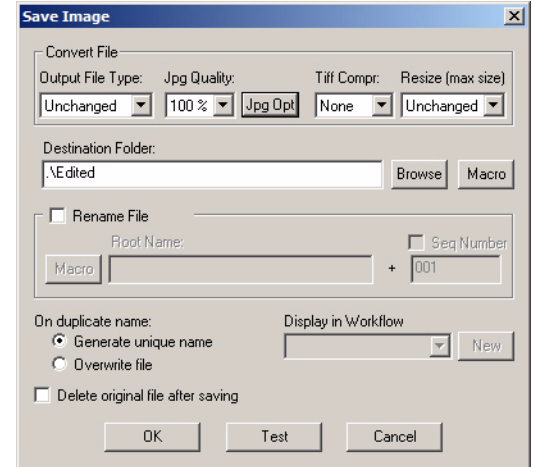 Save Image
Convert File
Output File Type: Jpg Quality: Tiff Compr: Resize (max size)
Unchanged 100 % Jpg Opt None Unchanged
Destination Folder:
.\Edited Browse Macro
Rename File
Root Name: Seq Number
Macro + 001
On duplicate name: Display in Workflow
Generate unique name New
Overwrite file
Delete original file after saving
OK Test Cancel